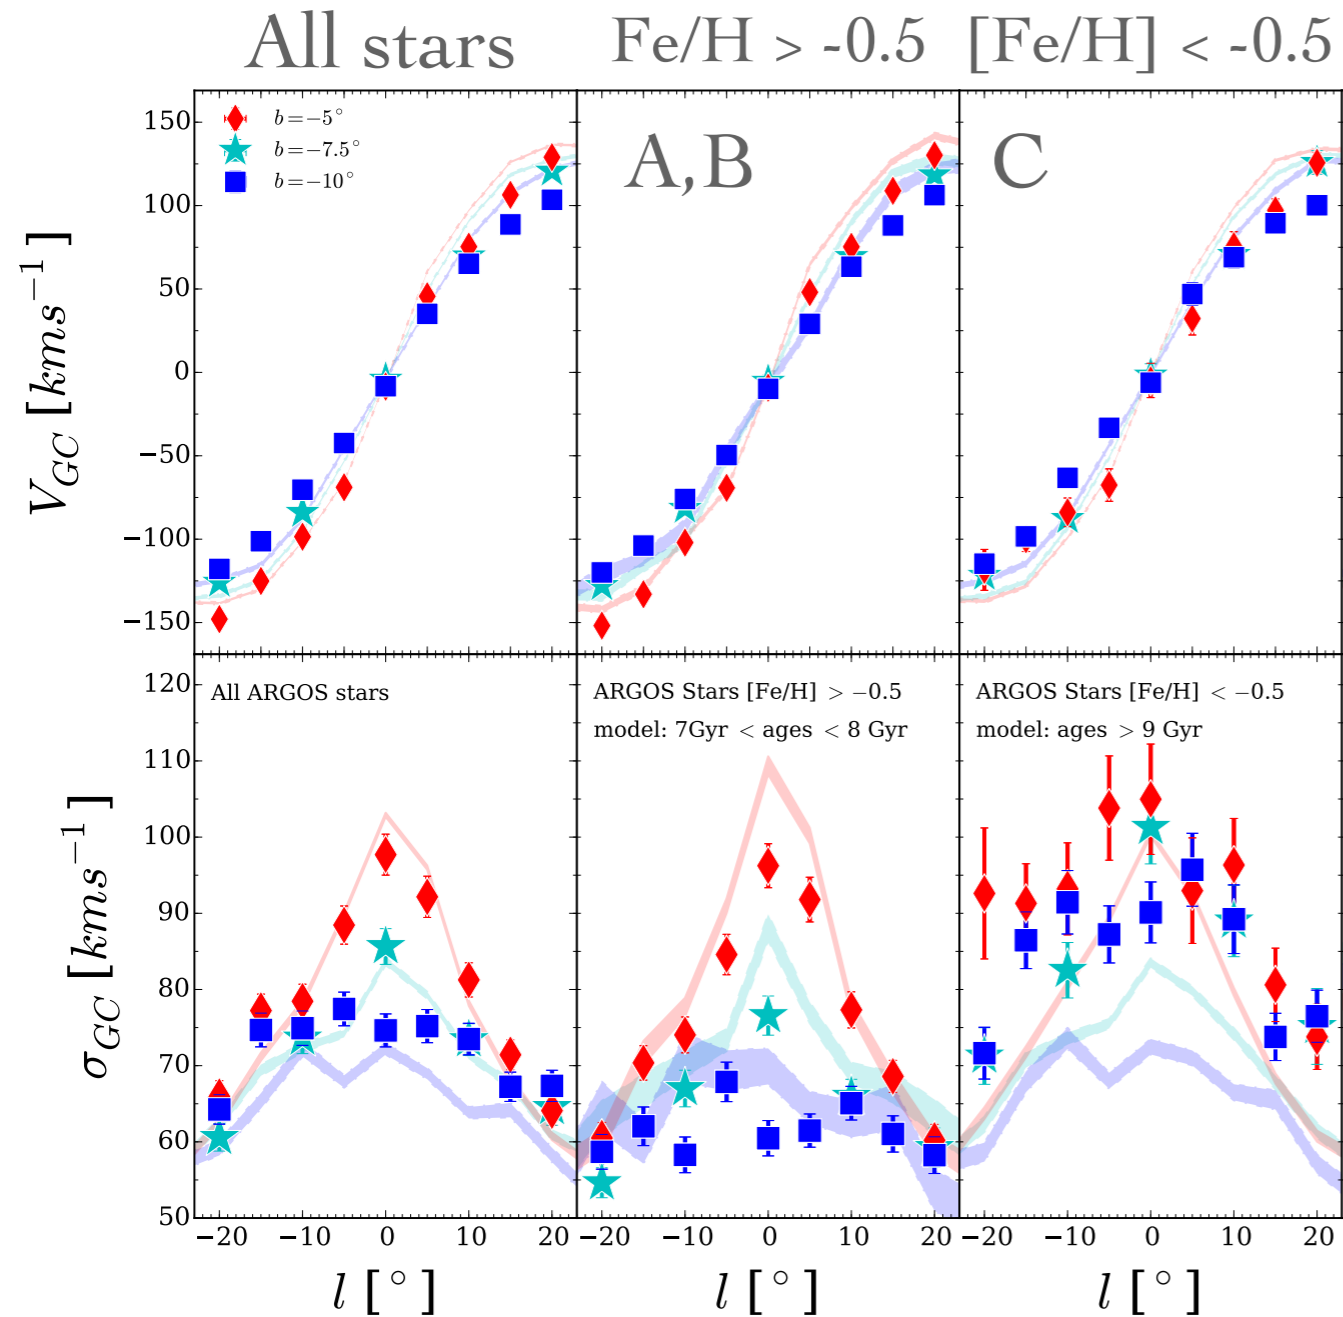 All stars
Fe/H > -0.5
[Fe/H] < -0.5
150
100
50
0
−50
−100
−150
V_GC [kms⁻¹]
b=−5°
b=−7.5°
b=−10°
A,B
C
120
110
100
90
80
70
60
50
σ_GC [kms⁻¹]
All ARGOS stars
ARGOS Stars [Fe/H] > −0.5
model: 7Gyr < ages < 8 Gyr
ARGOS Stars [Fe/H] < −0.5
model: ages > 9 Gyr
−20 −10 0 10 20
−20 −10 0 10 20
−20 −10 0 10 20
l [°]
l [°]
l [°]